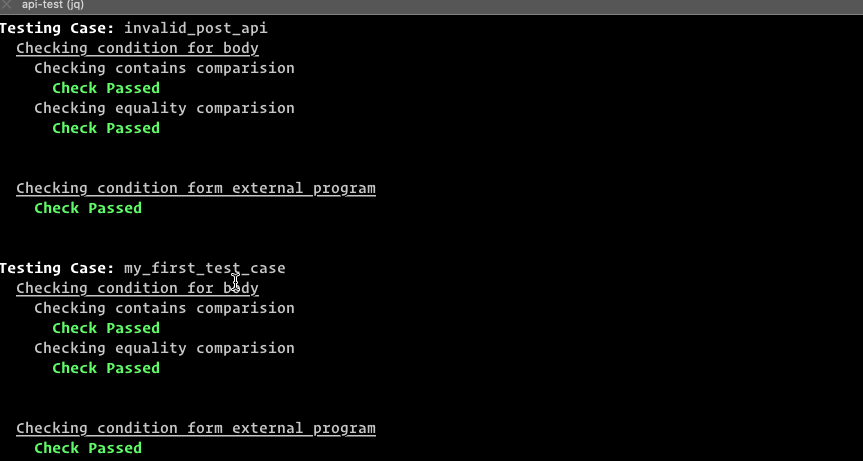 api-test (jq)
Testing Case: invalid_post_api
Checking condition for body
Checking contains comparision
Check Passed
Checking equality comparision
Check Passed
Checking condition form external program
Check Passed
Testing Case: my_first_test_case
Checking condition for body
Checking contains comparision
Check Passed
Checking equality comparision
Check Passed
Checking condition form external program
Check Passed